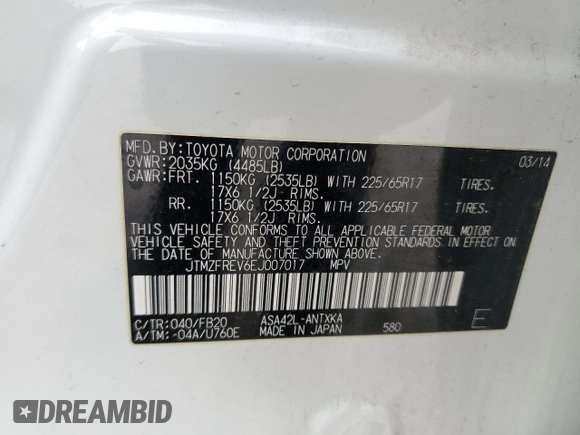 MFD.BY:TOYOTA MOTOR CORPORATION 03/14
GVWR:2035KG (4485LB)
GAWR:FRT. 1150KG (2535LB) WITH 225/65R17 TIRES.
17X6 1/2J RIMS.
RR. 1150KG (2535LB) WITH 225/65R17 TIRES.
17X6 1/2J RIMS.
THIS VEHICLE CONFORMS TO ALL APPLICABLE FEDERAL MOTOR
VEHICLE SAFETY AND THEFT PREVENTION STANDARDS IN EFFECT ON
THE DATE OF MANUFACTURE SHOWN ABOVE.
JTMZFREV6EJ007017 MPV
C/TR:040/FB20 ASA42L-ANTXKA
A/TM:-04A/U760E MADE IN JAPAN 580 E
DREAMBID